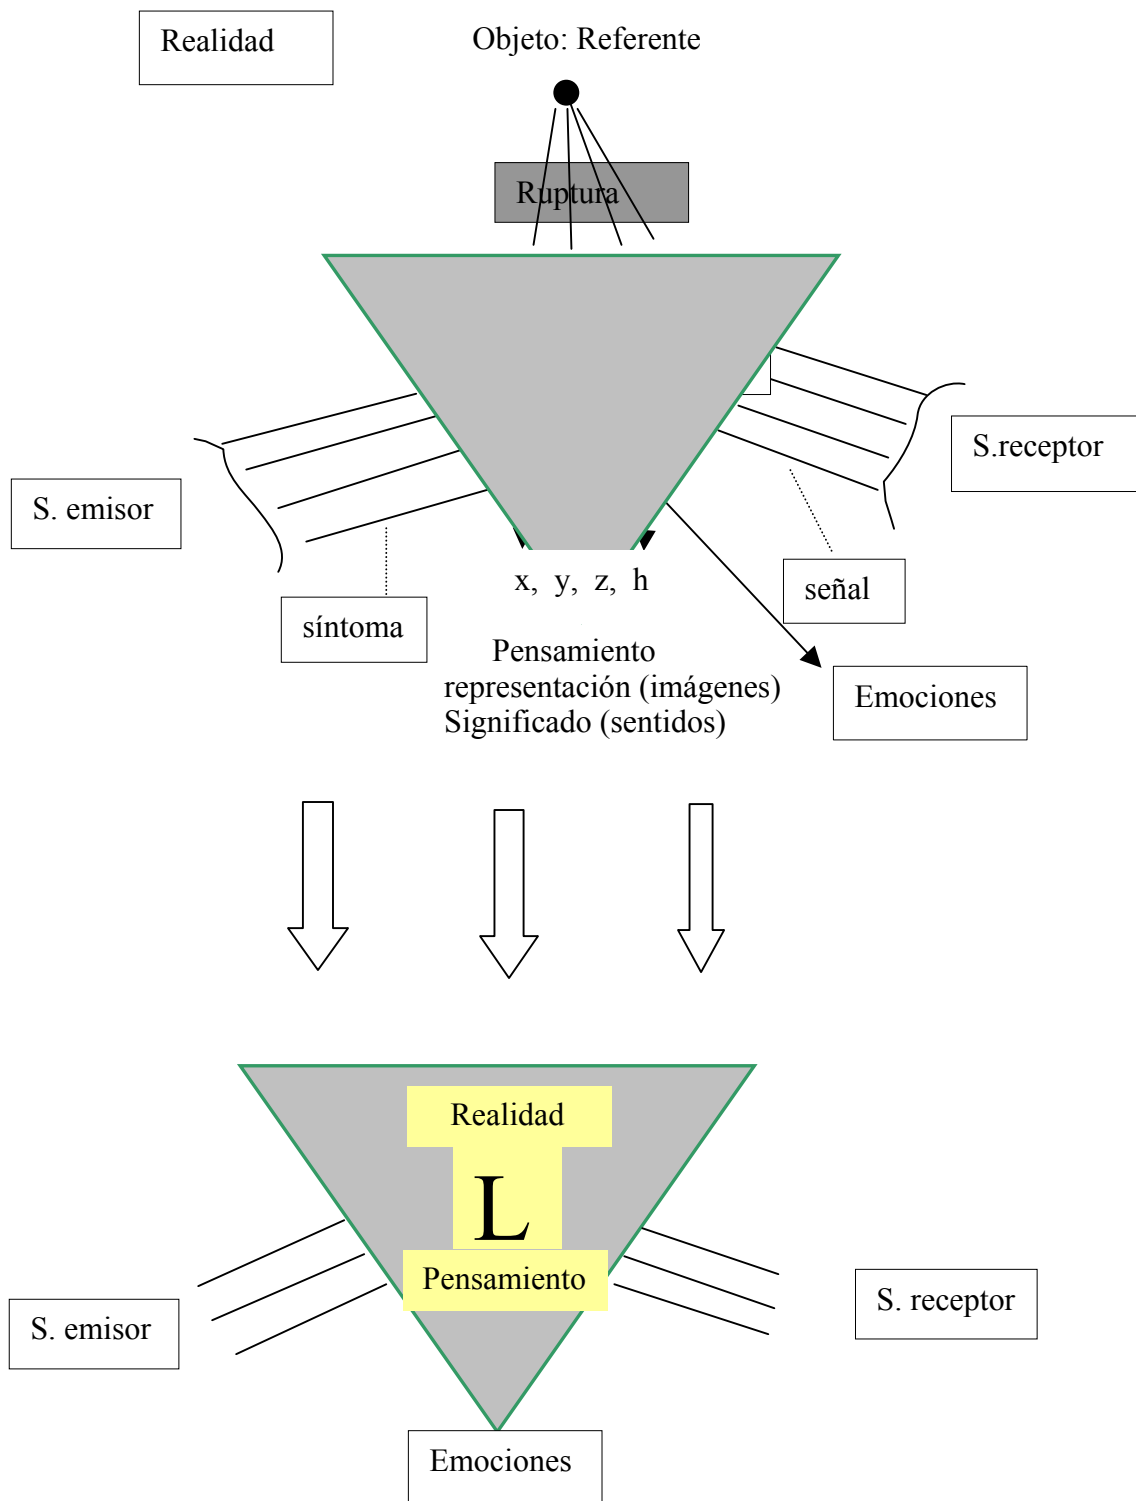 Realidad
Objeto: Referente
Ruptura
S.receptor
S. emisor
x, y, z, h
señal
síntoma
Pensamiento
representación (imágenes)
Significado (sentidos)
Emociones
Realidad
L
Pensamiento
S. receptor
S. emisor
Emociones